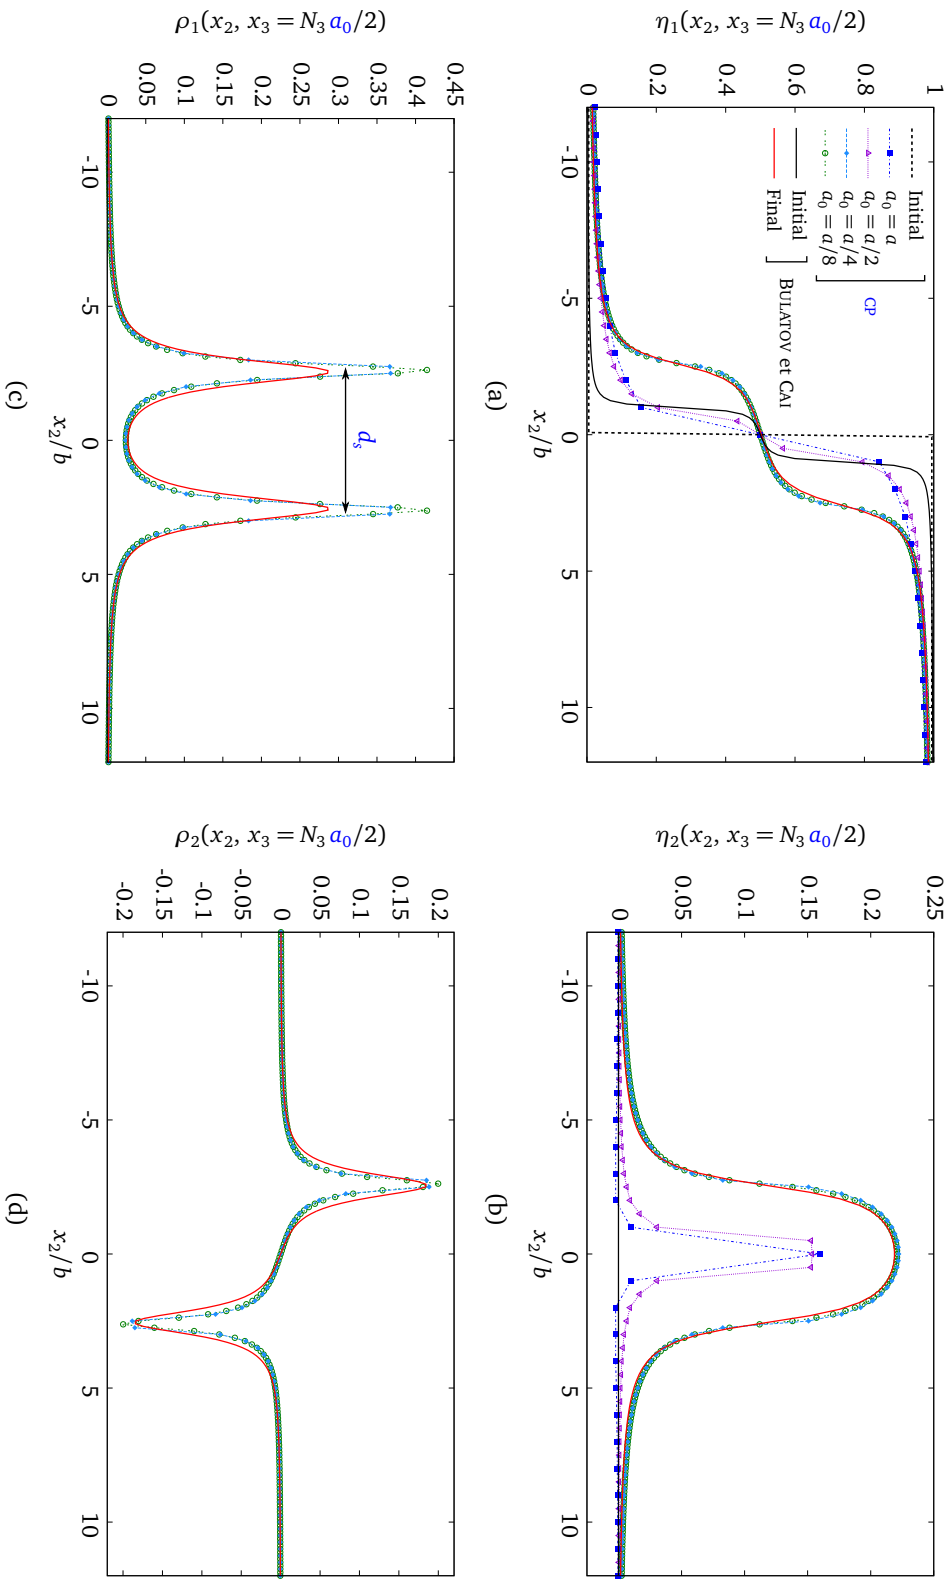 η1(x2, x3 = N3 a0/2)
1
0.8
0.6
0.4
0.2
0
-10
-5
0
5
10
x2/b
Initial
a0 = a
a0 = a/2
a0 = a/4
a0 = a/8
CP
Initial
Final
BULATOV et CAI
(a)
η2(x2, x3 = N3 a0/2)
0.25
0.2
0.15
0.1
0.05
0
-10
-5
0
5
10
x2/b
(b)
ρ1(x2, x3 = N3 a0/2)
0.45
0.4
0.35
0.3
0.25
0.2
0.15
0.1
0.05
0
-10
-5
0
5
10
ds
x2/b
(c)
ρ2(x2, x3 = N3 a0/2)
0.2
0.15
0.1
0.05
0
-0.05
-0.1
-0.15
-0.2
-10
-5
0
5
10
x2/b
(d)